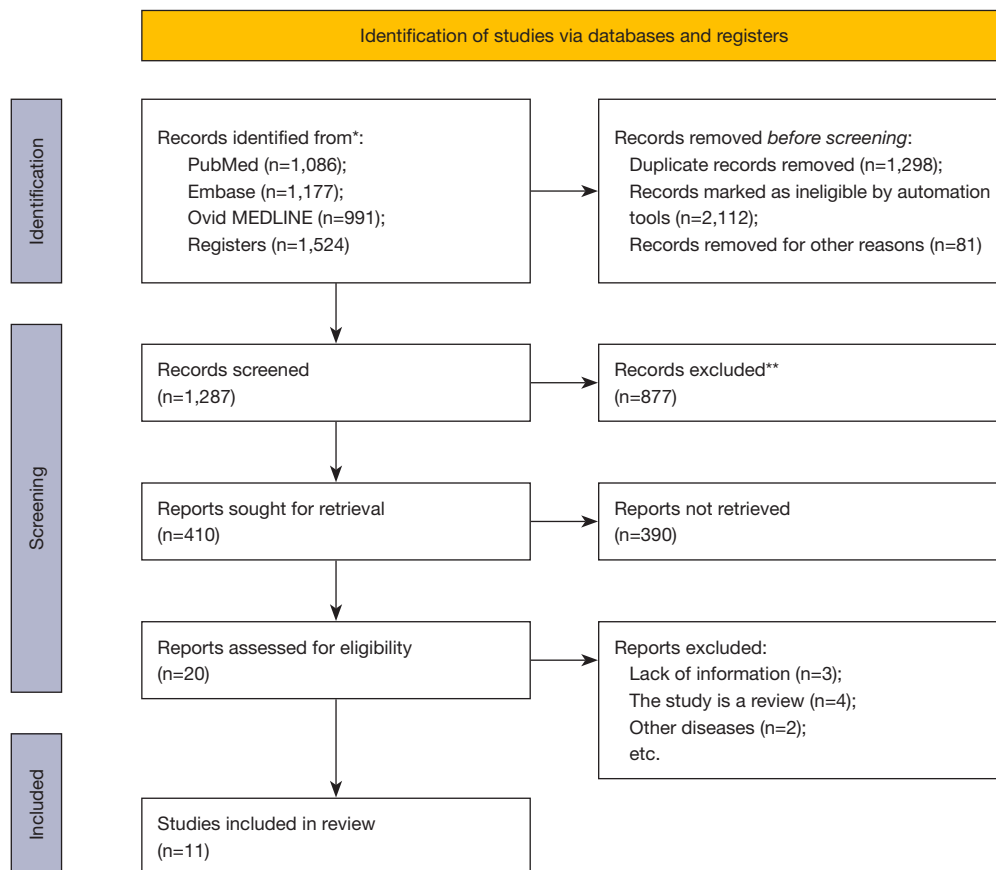 Identification of studies via databases and registers
Identification
Records identified from*:
PubMed (n=1,086);
Embase (n=1,177);
Ovid MEDLINE (n=991);
Registers (n=1,524)
Records removed before screening:
Duplicate records removed (n=1,298);
Records marked as ineligible by automation
tools (n=2,112);
Records removed for other reasons (n=81)
Screening
Records screened
(n=1,287)
Records excluded**
(n=877)
Reports sought for retrieval
(n=410)
Reports not retrieved
(n=390)
Reports assessed for eligibility
(n=20)
Reports excluded:
Lack of information (n=3);
The study is a review (n=4);
Other diseases (n=2);
etc.
Included
Studies included in review
(n=11)